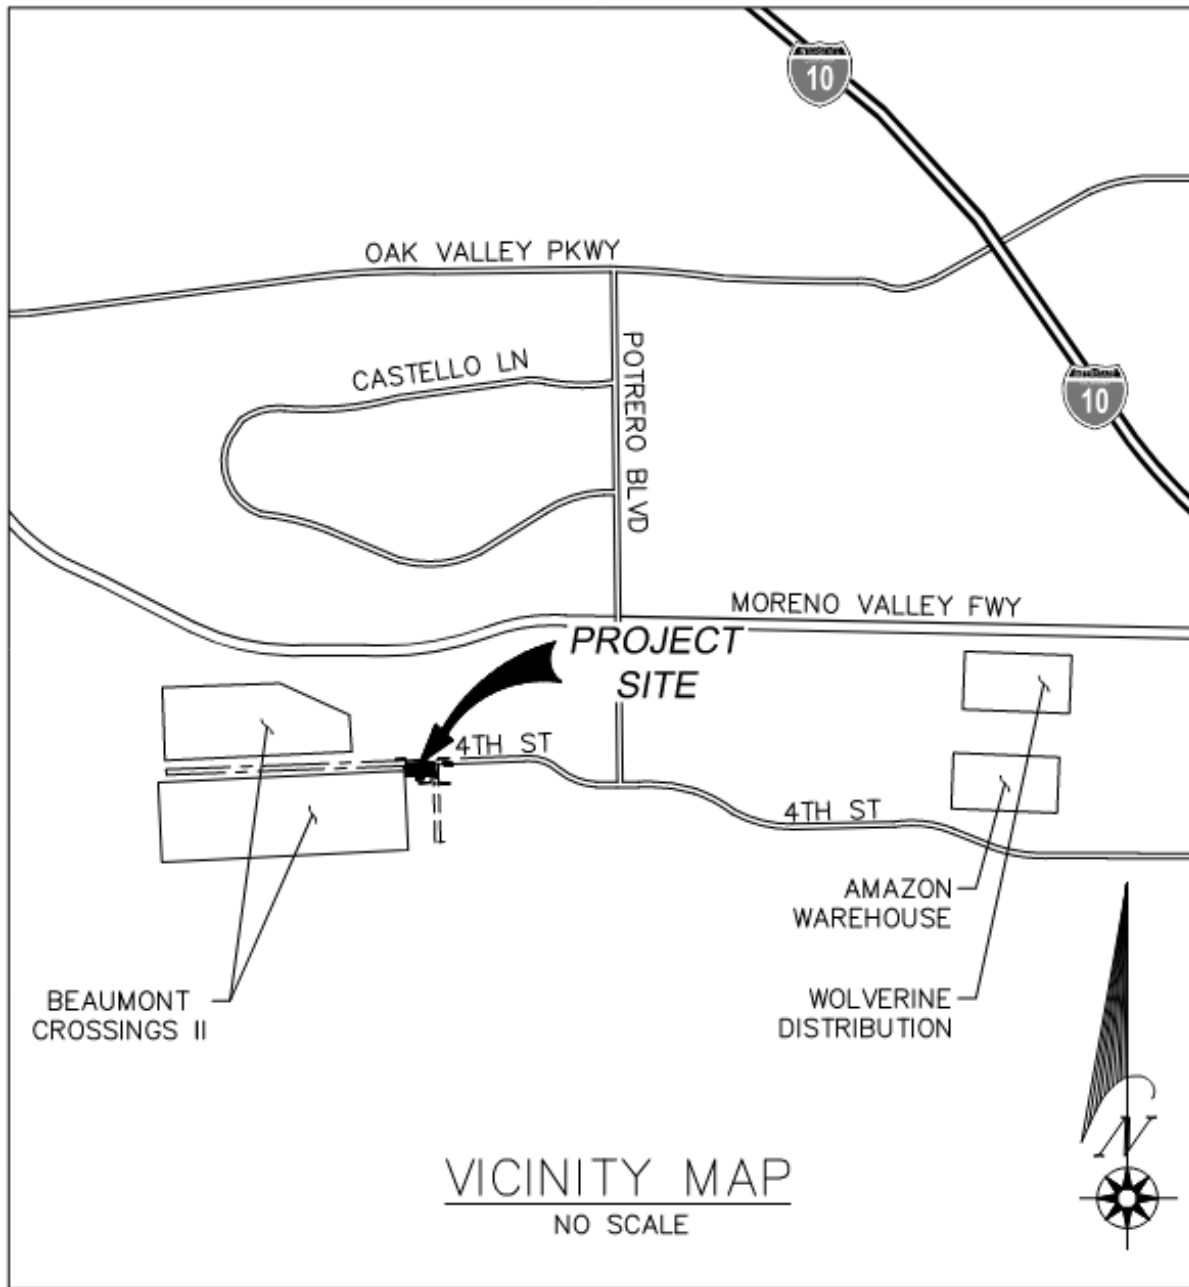 10
OAK VALLEY PKWY
CASTELLO LN
POTRERO BLVD
10
MORENO VALLEY FWY
PROJECT
SITE
4TH ST
4TH ST
AMAZON
WAREHOUSE
BEAUMONT
CROSSINGS II
WOLVERINE
DISTRIBUTION
N
VICINITY MAP
NO SCALE